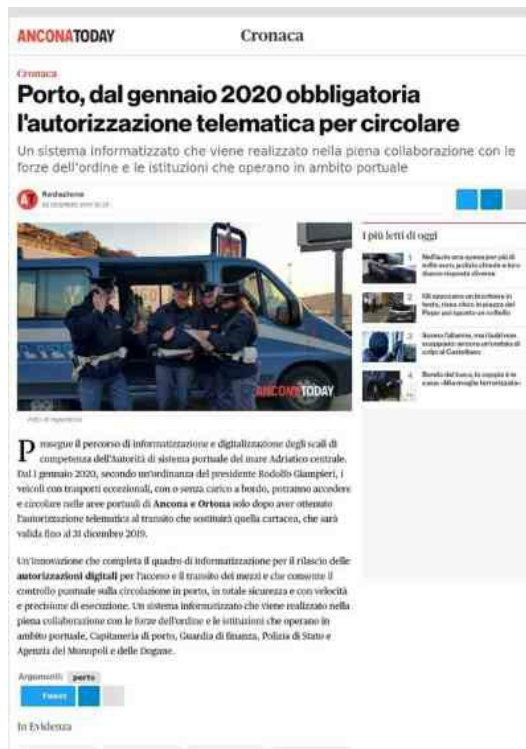 ANCONATODAY
Cronaca
Cronaca
Porto, dal gennaio 2020 obbligatoria
l'autorizzazione telematica per circolare
Un sistema informatizzato che viene realizzato nella piena collaborazione con le
forze dell'ordine e le istituzioni che operano in ambito portuale
Redazione
I più letti di oggi
1
2
3
4
POLIZIA
ANCONATODAY
Prosegue il percorso di informatizzazione e digitalizzazione degli scali di
competenza dell'Autorità di sistema portuale del mare Adriatico centrale.
Dal 1 gennaio 2020, secondo un'ordinanza del presidente Rodolfo Giampieri, i
veicoli con trasporti eccezionali, con o senza carico a bordo, potranno accedere
e circolare nelle aree portuali di Ancona e Ortona solo dopo aver ottenuto
l'autorizzazione telematica al transito che sostituirà quella cartacea, che sarà
valida fino al 31 dicembre 2019.
Un'innovazione che completa il quadro di informatizzazione per il rilascio delle
autorizzazioni digitali per l'accesso e il transito dei mezzi e che consente il
controllo puntuale sulla circolazione in porto, in totale sicurezza e con velocità
e precisione di esecuzione. Un sistema informatizzato che viene realizzato nella
piena collaborazione con le forze dell'ordine e le istituzioni che operano in
ambito portuale, Capitaneria di porto, Guardia di finanza, Polizia di Stato e
Agenzia dei Monopoli e delle Dogane.
Argomenti: porto
Tweet
In Evidenza